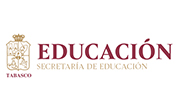 EDUCACIÓN
SECRETARÍA DE EDUCACIÓN
TABASCO